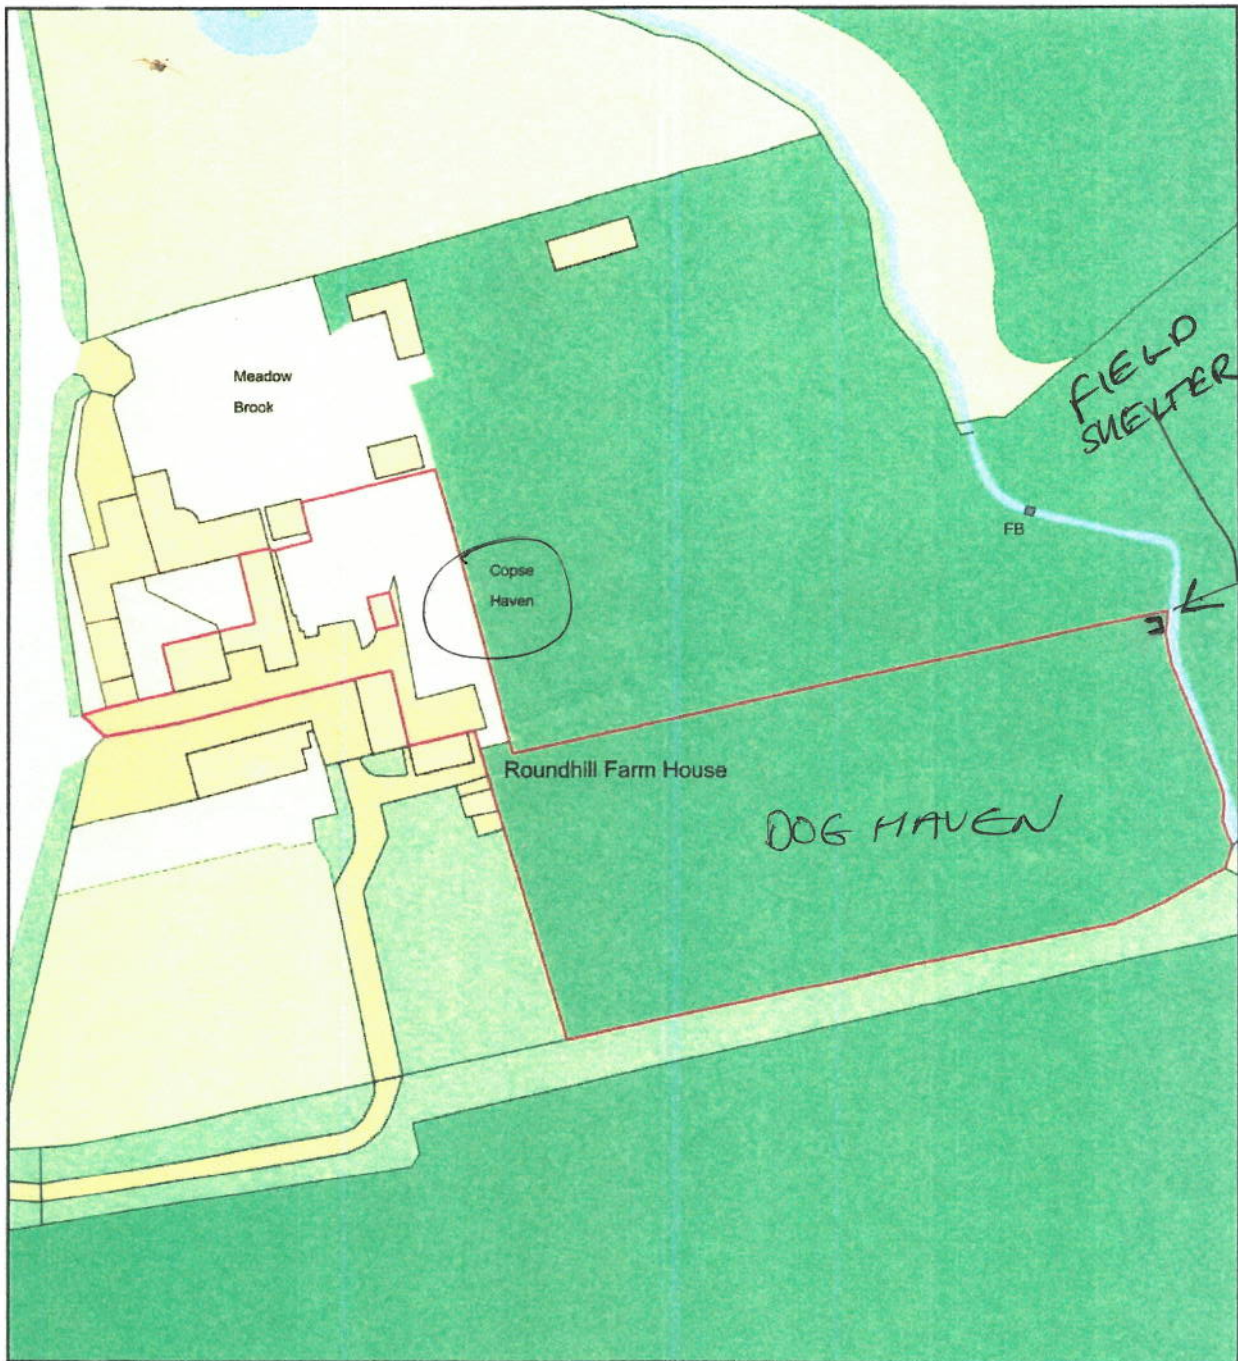 Meadow
Brook
FIELD
SHELTER
FB
Copse
Haven
Roundhill Farm House
DOG HAVEN